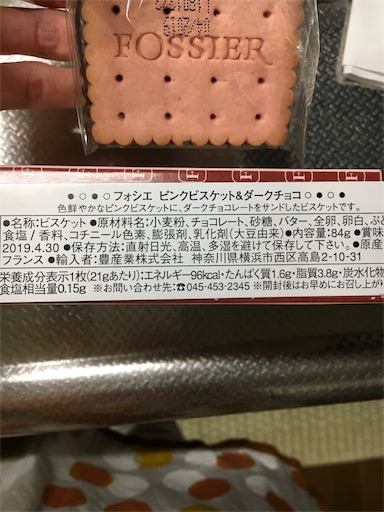 FOSSIER
フォシエ ピンクビスケット&ダークチョコ
色鮮やかなピンクビスケットに、ダークチョコレートをサンドしたビスケットです。
●名称:ビスケット ●原材料名:小麦粉、チョコレート、砂糖、バター、全卵、卵白、ぶど
食塩 / 香料、コチニール色素、膨張剤、乳化剤(大豆由来) ●内容量:84g ●賞味
2019.4.30 ●保存方法:直射日光、高温、多湿を避けて保存して下さい。●原産
フランス ●輸入者:豊産業株式会社 神奈川県横浜市西区高島2-10-31
栄養成分表示1枚(21gあたり):エネルギー96kcal・たんぱく質1.6g・脂質3.8g・炭水化物
食塩相当量0.15g ※お問い合わせ先:☎045-453-2345 ※開封後はお早めにお召し上がり